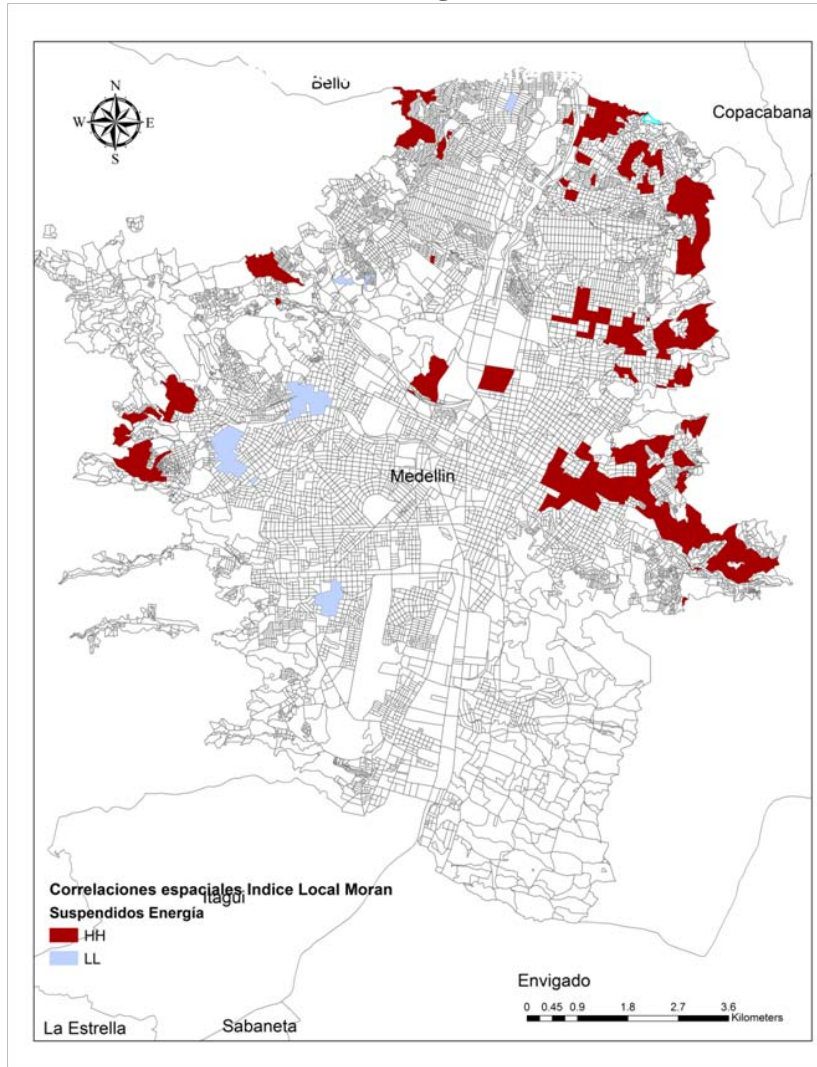 Bello
N
W E
S
Copacabana
Medellin
Correlaciones espaciales Indice Local Moran
Itagüí
Suspendidos Energía
HH
LL
Envigado
0 0.45 0.9 1.8 2.7 3.6
Kilometers
La Estrella
Sabaneta